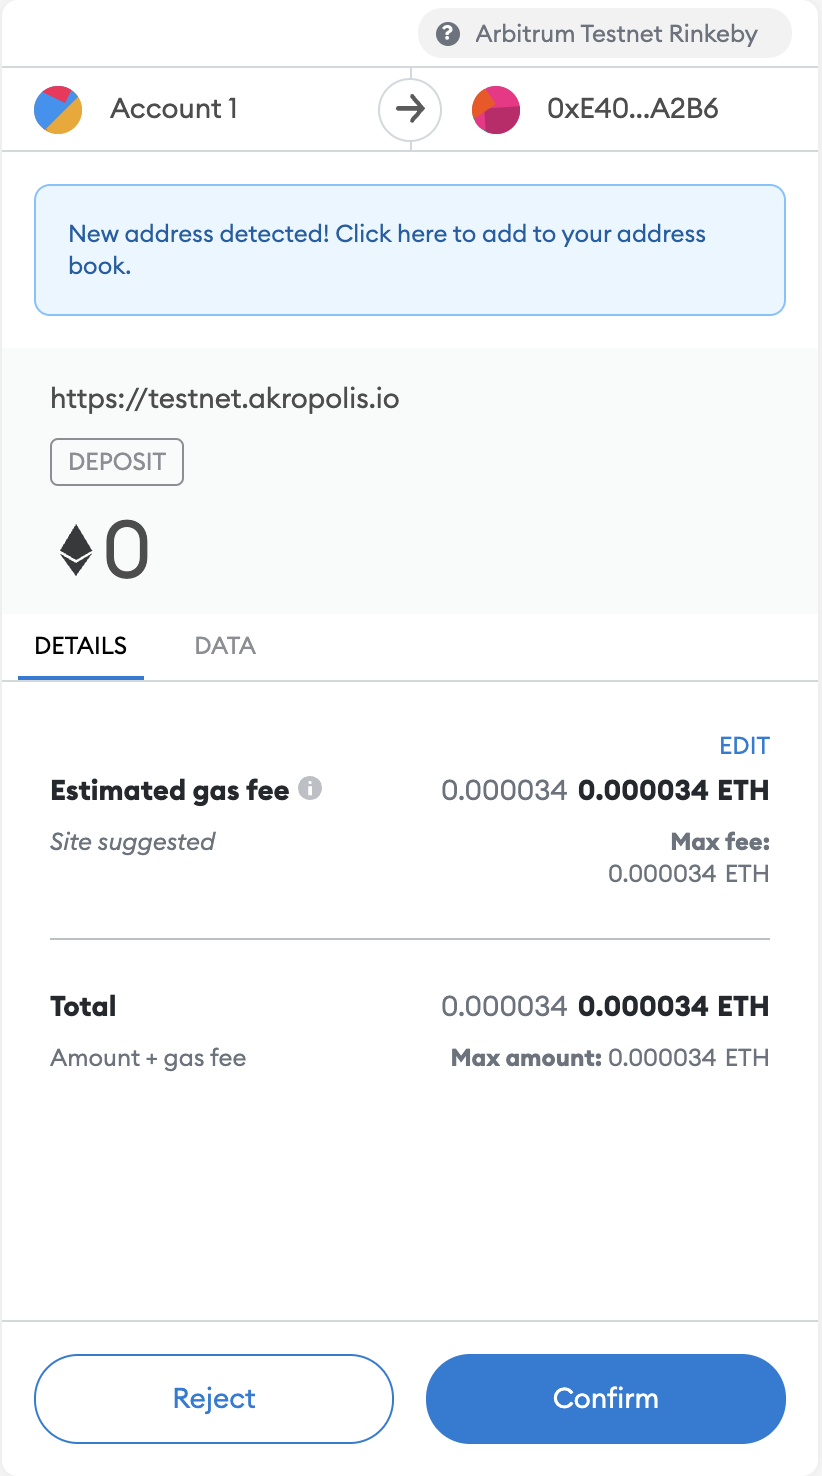 Arbitrum Testnet Rinkeby
Account 1
0xE40...A2B6
New address detected! Click here to add to your address
book.
https://testnet.akropolis.io
DEPOSIT
0
DETAILS
DATA
EDIT
Estimated gas fee
0.000034 0.000034 ETH
Site suggested
Max fee:
0.000034 ETH
Total
0.000034 0.000034 ETH
Amount + gas fee
Max amount: 0.000034 ETH
Reject
Confirm